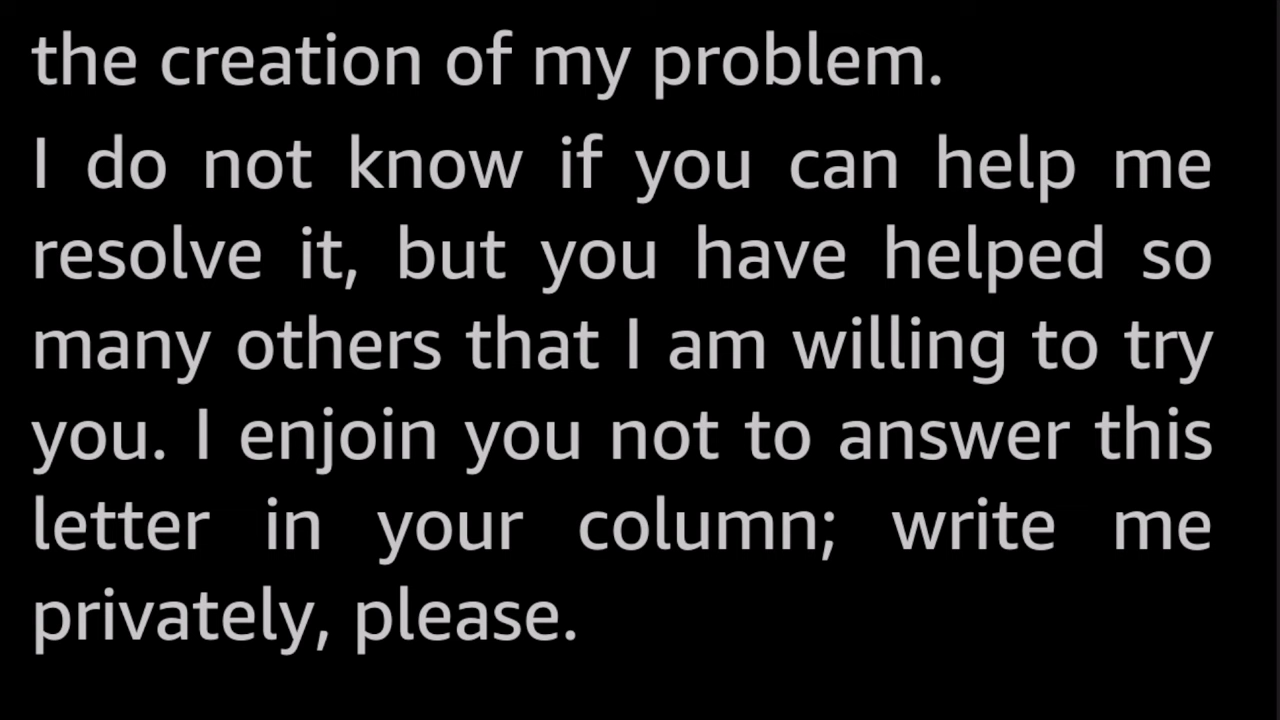 the creation of my problem.
I do not know if you can help me
resolve it, but you have helped so
many others that I am willing to try
you. I enjoin you not to answer this
letter in your column; write me
privately, please.